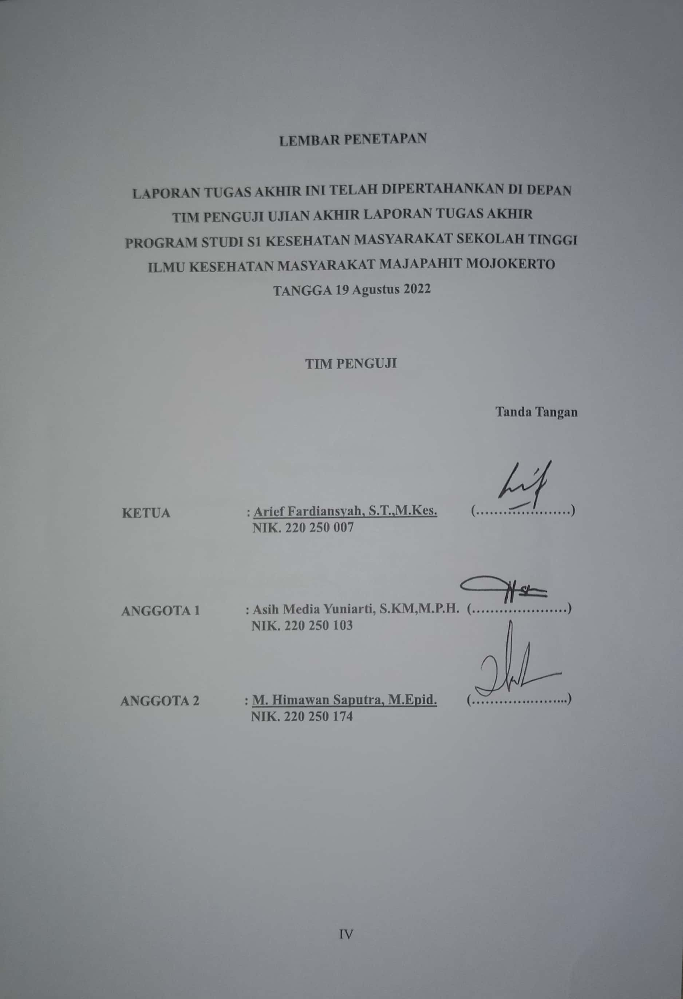 LEMBAR PENETAPAN
LAPORAN TUGAS AKHIR INI TELAH DIPERTAHANKAN DI DEPAN
TIM PENGUJI UJIAN AKHIR LAPORAN TUGAS AKHIR
PROGRAM STUDI S1 KESEHATAN MASYARAKAT SEKOLAH TINGGI
ILMU KESEHATAN MASYARAKAT MAJAPAHIT MOJOKERTO
TANGGA 19 Agustus 2022
TIM PENGUJI
Tanda Tangan
KETUA : Arief Fardiansyah, S.T.,M.Kes. (.....................)
NIK. 220 250 007
ANGGOTA 1 : Asih Media Yuniarti, S.KM,M.P.H. (.....................)
NIK. 220 250 103
ANGGOTA 2 : M. Himawan Saputra, M.Epid. (.....................)
NIK. 220 250 174
IV